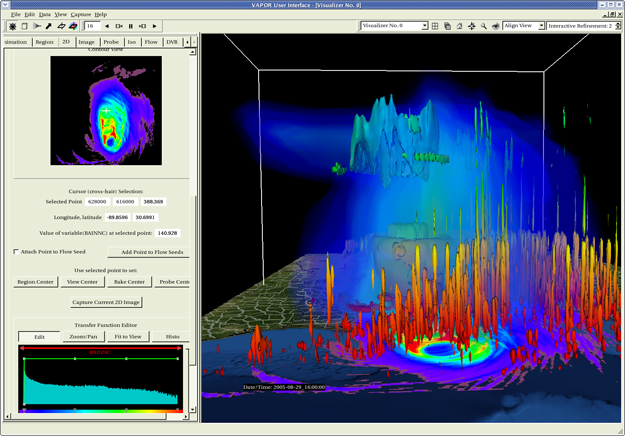 VAPOR User Interface - [Visualizer No. 0]
File Edit Data View Capture Help
16
Visualizer No. 0
Align View
Interactive Refinement: 2
simation Region 2D Image Probe Iso Flow DVR
Contour View
Cursor (cross-hair) Selection:
Selected Point 628000 616000 388.369
Longitude, latitude -89.8596 30.6991
Value of variable(RAINNC) at selected point: 140.928
Attach Point to Flow Seed
Add Point to Flow Seeds
Use selected point to set:
Region Center View Center Rake Center Probe Cente
Capture Current 2D Image
Transfer Function Editor
Edit Zoom/Pan Fit to View Histo
RAINNC
Date/Time: 2005-08-29_16:00:00